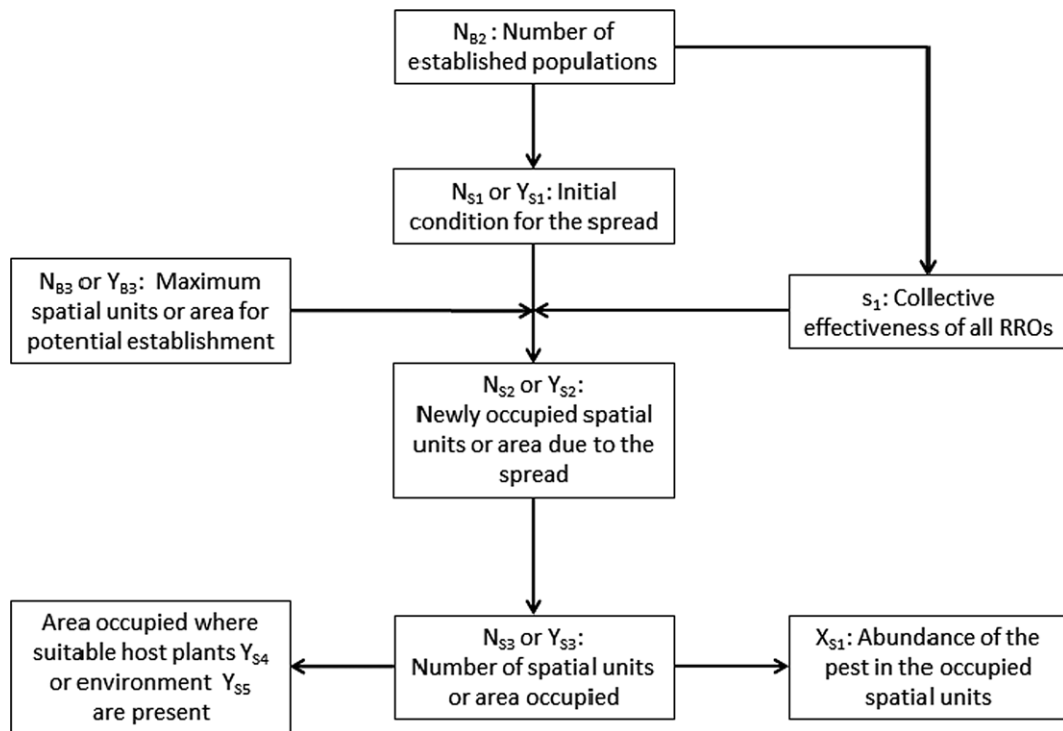 N_B2 : Number of
established populations
N_S1 or Y_S1: Initial
condition for the spread
N_B3 or Y_B3: Maximum
spatial units or area for
potential establishment
s_1: Collective
effectiveness of all RROs
N_S2 or Y_S2:
Newly occupied spatial
units or area due to the
spread
Area occupied where
suitable host plants Y_S4
or environment Y_S5
are present
N_S3 or Y_S3:
Number of spatial units
or area occupied
X_S1: Abundance of the
pest in the occupied
spatial units